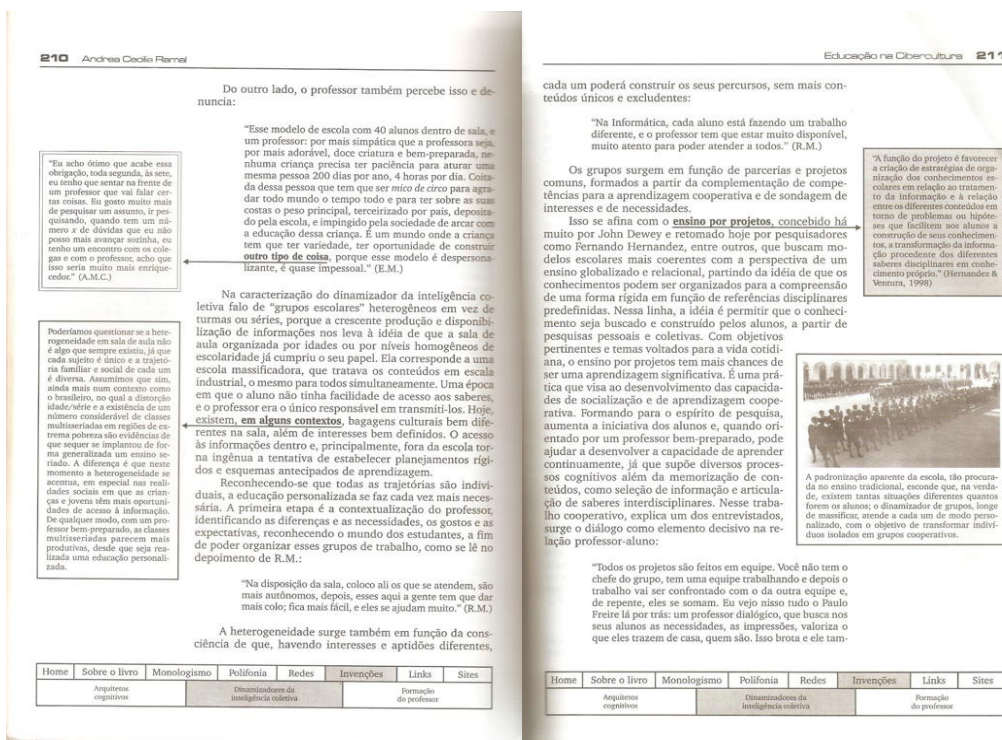 210 Andrea Cecilia Ramal
Do outro lado, o professor também percebe isso e de-
nuncia:
"Esse modelo de escola com 40 alunos dentro de sala, e
um professor: por mais simpática que a professora seja,
por mais adorável, doce criatura e bem-preparada, ne-
nhuma criança precisa ter paciência para aturar uma
mesma pessoa 200 dias por ano, 4 horas por dia. Coita-
da dessa pessoa que tem que ser mico de circo para agra-
dar todo mundo o tempo todo e para ter sobre as suas
costas o peso principal, terceirizado por pais, deposita-
do pela escola, e impingido pela sociedade de arcar com
a educação dessa criança. É um mundo onde a criança
tem que ter variedade, ter oportunidade de construir
outro tipo de coisa, porque esse modelo é desperso­na-
lizante, é quase impessoal." (E.M.)
"Eu acho ótimo que acabe essa
obrigação, toda segunda, às sete,
eu tenho que sentar na frente de
um professor que vai falar cer-
tas coisas. Eu gosto muito mais
de pesquisar um assunto, ir pes-
quisando, quando tem um nú-
mero x de dúvidas que eu não
posso mais avançar sozinha, eu
tenho um encontro com os cole-
gas e com o professor, acho que
isso seria muito mais enrique-
cedor." (A.M.C.)
Na caracterização do dinamizador da inteligência co-
letiva falo de "grupos escolares" heterogêneos em vez de
turmas ou séries, porque a crescente produção e disponibi-
lização de informações nos leva à idéia de que a sala de
aula organizada por idades ou por níveis homogêneos de
escolaridade já cumpriu o seu papel. Ela corresponde a uma
escola massificadora, que tratava os conteúdos em escala
industrial, o mesmo para todos simultaneamente. Uma época
em que o aluno não tinha facilidade de acesso aos saberes,
e o professor era o único responsável em transmiti-los. Hoje,
existem, em alguns contextos, bagagens culturais bem dife-
rentes na sala, além de interesses bem definidos. O acesso
às informações dentro e, principalmente, fora da escola tor-
na ingênua a tentativa de estabelecer planejamentos rígi-
dos e esquemas antecipados de aprendizagem.
Reconhecendo-se que todas as trajetórias são indivi-
duais, a educação personalizada se faz cada vez mais neces-
sária. A primeira etapa é a contextualização do professor,
identificando as diferenças e as necessidades, os gostos e as
expectativas, reconhecendo o mundo dos estudantes, a fim
de poder organizar esses grupos de trabalho, como se lê no
depoimento de R.M.:
Poderíamos questionar se a hete-
rogeneidade em sala de aula não
é algo que sempre existiu, já que
cada sujeito é único e a trajetó-
ria familiar e social de cada um
é diversa. Assumimos que sim,
ainda mais num contexto como
o brasileiro, no qual a distorção
idade/série e a existência de um
número considerável de classes
multisseriadas em regiões de ex-
trema pobreza são evidências de
que sequer se implantou de for-
ma generalizada um ensino se-
riado. A diferença é que neste
momento a heterogeneidade se
acentua, em especial nas reali-
dades sociais em que as crian-
ças e jovens têm mais oportuni-
dades de acesso à informação.
De qualquer modo, com um pro-
fessor bem-preparado, as classes
multisseriadas parecem mais
produtivas, desde que seja rea-
lizada uma educação personali-
zada.
"Na disposição da sala, coloco ali os que se atendem, são
mais autônomos, depois, esses aqui a gente tem que dar
mais colo; fica mais fácil, e eles se ajudam muito." (R.M.)
A heterogeneidade surge também em função da cons-
ciência de que, havendo interesses e aptidões diferentes,
Home Sobre o livro Monologismo Polifonia Redes Invenções Links Sites
Arquitetos cognitivos Dinamizadores da inteligência coletiva Formação do professor
Educação na Cibercultura 211
cada um poderá construir os seus percursos, sem mais con-
teúdos únicos e excludentes:
"Na Informática, cada aluno está fazendo um trabalho
diferente, e o professor tem que estar muito disponível,
muito atento para poder atender a todos." (R.M.)
Os grupos surgem em função de parcerias e projetos
comuns, formados a partir da complementação de compe-
tências para a aprendizagem cooperativa e de sondagem de
interesses e de necessidades.
Isso se afina com o ensino por projetos, concebido há
muito por John Dewey e retomado hoje por pesquisadores
como Fernando Hernandez, entre outros, que buscam mo-
delos escolares mais coerentes com a perspectiva de um
ensino globalizado e relacional, partindo da idéia de que os
conhecimentos podem ser organizados para a compreensão
de uma forma rígida em função de referências disciplinares
predefinidas. Nessa linha, a idéia é permitir que o conheci-
mento seja buscado e construído pelos alunos, a partir de
pesquisas pessoais e coletivas. Com objetivos
pertinentes e temas voltados para a vida cotidi-
ana, o ensino por projetos tem mais chances de
ser uma aprendizagem significativa. É uma prá-
tica que visa ao desenvolvimento das capacida-
des de socialização e de aprendizagem coope-
rativa. Formando para o espírito de pesquisa,
aumenta a iniciativa dos alunos e, quando ori-
entado por um professor bem-preparado, pode
ajudar a desenvolver a capacidade de aprender
continuamente, já que supõe diversos proces-
sos cognitivos além da memorização de con-
teúdos, como seleção de informação e articula-
ção de saberes interdisciplinares. Nesse traba-
lho cooperativo, explica um dos entrevistados,
surge o diálogo como elemento decisivo na re-
lação professor-aluno:
"A função do projeto é favorecer
a criação de estratégias de orga-
nização dos conhecimentos es-
colares em relação ao tratamen-
to da informação e à relação
entre os diferentes conteúdos em
torno de problemas ou hipóte-
ses que facilitem aos alunos a
construção de seus conhecimen-
tos, a transformação da informa-
ção procedente dos diferentes
saberes disciplinares em conhe-
cimento próprio." (Hernandez &
Ventura, 1998)
A padronização aparente da escola, tão procura-
da no ensino tradicional, esconde que, na verda-
de, existem tantas situações diferentes quantos
forem os alunos; o dinamizador de grupos, longe
de massificar, atende a cada um de modo perso-
nalizado, com o objetivo de transformar indiví-
duos isolados em grupos cooperativos.
"Todos os projetos são feitos em equipe. Você não tem o
chefe do grupo, tem uma equipe trabalhando e depois o
trabalho vai ser confrontado com o da outra equipe e,
de repente, eles se somam. Eu vejo nisso tudo o Paulo
Freire lá por trás: um professor dialógico, que busca nos
seus alunos as necessidades, as impressões, valoriza o
que eles trazem de casa, quem são. Isso brota e ele tam-
Home Sobre o livro Monologismo Polifonia Redes Invenções Links Sites
Arquitetos cognitivos Dinamizadores da inteligência coletiva Formação do professor